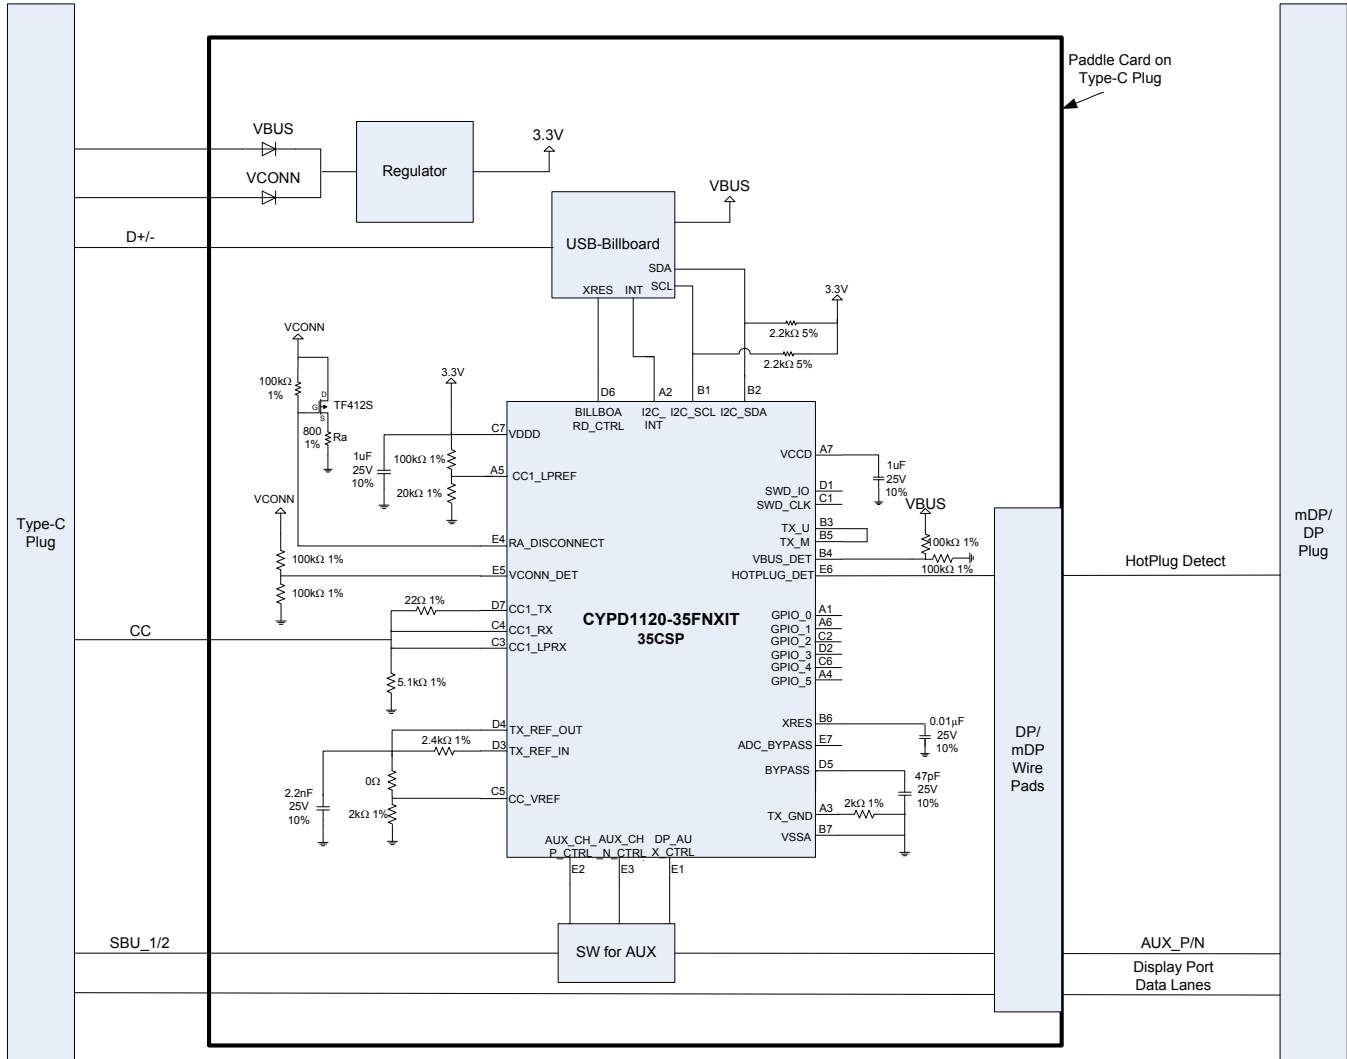 Paddle Card on
Type-C Plug
VBUS
VCONN
Regulator
3.3V
VBUS
D+/-
USB-Billboard
SDA
SCL
XRES
INT
3.3V
2.2kΩ 5%
2.2kΩ 5%
VCONN
100kΩ
1%
D
G
S
TF412S
800
1%
Ra
3.3V
D6
A2
B1
B2
BILLBOA
RD_CTRL
I2C_
INT
I2C_SCL
I2C_SDA
C7
VDDD
1uF
25V
10%
100kΩ 1%
A5
CC1_LPREF
20kΩ 1%
VCCD
A7
1uF
25V
10%
SWD_IO
D1
SWD_CLK
C1
VBUS
TX_U
B3
TX_M
B5
VBUS_DET
B4
100kΩ 1%
100kΩ 1%
HOTPLUG_DET
E6
VCONN
E4
RA_DISCONNECT
100kΩ 1%
E5
VCONN_DET
100kΩ 1%
Type-C
Plug
mDP/
DP
Plug
HotPlug Detect
22Ω 1%
D7
CC1_TX
C4
CC1_RX
C3
CC1_LPRX
CC
5.1kΩ 1%
CYPD1120-35FNXIT
35CSP
GPIO_0
A1
GPIO_1
A6
GPIO_2
C2
GPIO_3
D2
GPIO_4
C6
GPIO_5
A4
D4
TX_REF_OUT
2.4kΩ 1%
D3
TX_REF_IN
0Ω
2.2nF
25V
10%
C5
CC_VREF
2kΩ 1%
XRES
B6
0.01µF
25V
10%
ADC_BYPASS
E7
BYPASS
D5
47pF
25V
10%
TX_GND
A3
2kΩ 1%
VSSA
B7
DP/
mDP
Wire
Pads
AUX_CH_
P_CTRL
AUX_CH
_N_CTRL
DP_AU
X_CTRL
E2
E3
E1
SBU_1/2
SW for AUX
AUX_P/N
Display Port
Data Lanes